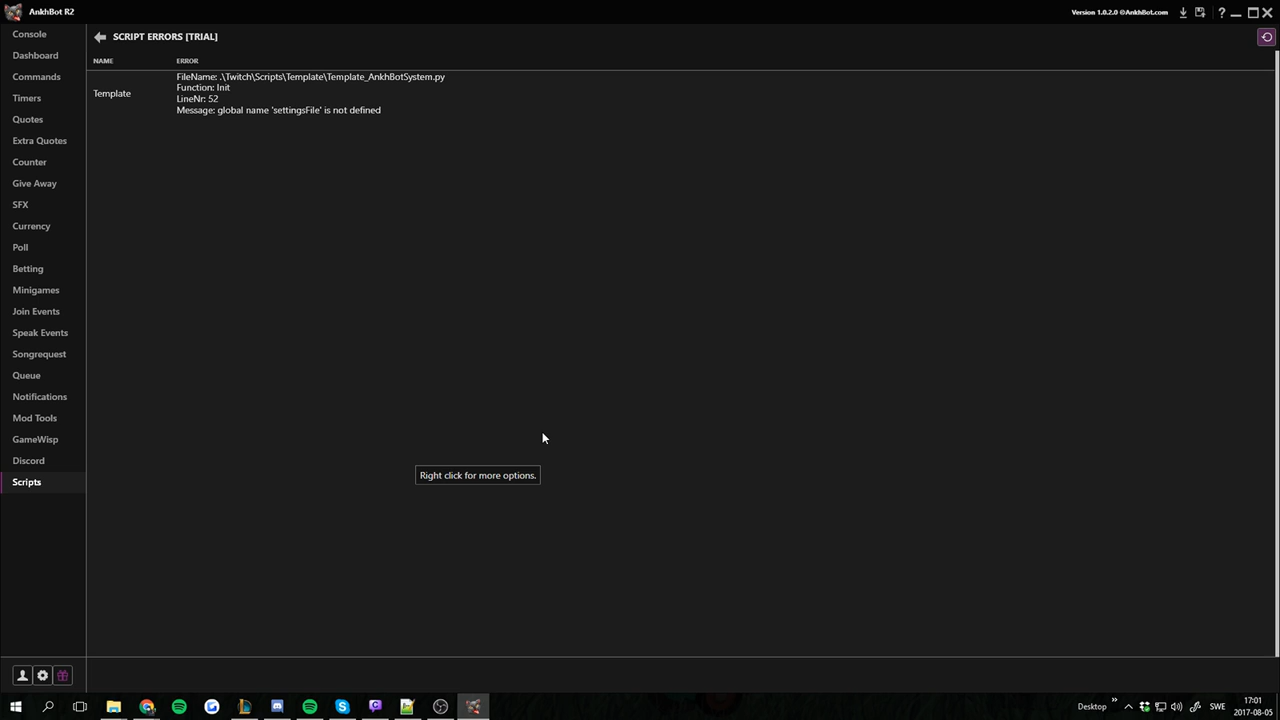 AnkhBot R2
Version 1.0.2.0 @AnkhBot.com
Console
Dashboard
Commands
Timers
Quotes
Extra Quotes
Counter
Give Away
SFX
Currency
Poll
Betting
Minigames
Join Events
Speak Events
Songrequest
Queue
Notifications
Mod Tools
GameWisp
Discord
Scripts
SCRIPT ERRORS [TRIAL]
NAME ERROR
Template
FileName: .\Twitch\Scripts\Template\Template_AnkhBotSystem.py
Function: Init
LineNr: 52
Message: global name 'settingsFile' is not defined
Right click for more options.
Desktop
SWE
17:01
2017-08-05